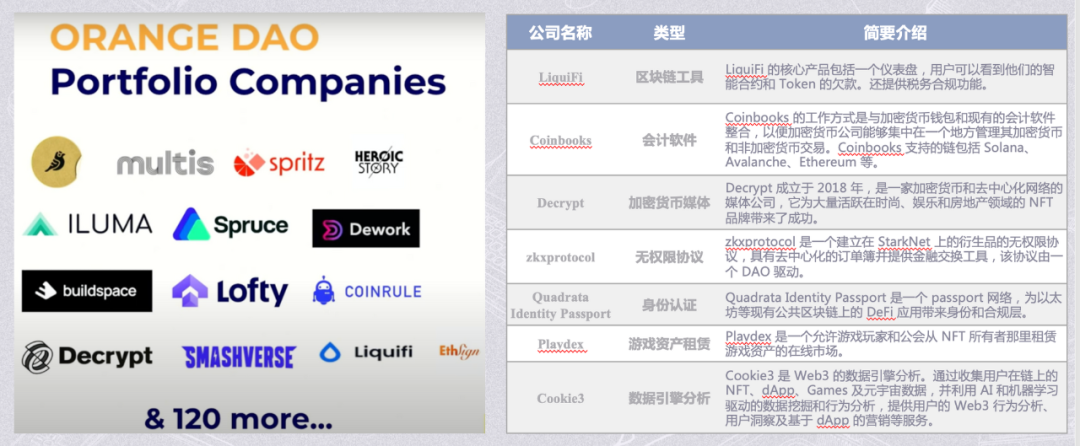 ORANGE DAO
Portfolio Companies
multis
spritz
HEROIC
STORY
ILUMA
Spruce
Dework
buildspace
Lofty
COINRULE
Decrypt
SMASHVERSE
Liquifi
EthSign
& 120 more...
公司名称 类型 简要介绍
LiquiFi 区块链工具
LiquiFi 的核心产品包括一个仪表盘，用户可以看到他们的智
能合约和 Token 的欠款。还提供税务合规功能。
Coinbooks 会计软件
Coinbooks 的工作方式是与加密货币钱包和现有的会计软件
整合，以便加密货币公司能够集中在一个地方管理其加密货币
和非加密货币交易。Coinbooks 支持的链包括 Solana、
Avalanche、Ethereum 等。
Decrypt 加密货币媒体
Decrypt 成立于 2018 年，是一家加密货币和去中心化网络的
媒体公司，它为大量活跃在时尚、娱乐和房地产领域的 NFT
品牌带来了成功。
zkxprotocol 无权限协议
zkxprotocol 是一个建立在 StarkNet 上的衍生品的无权限协
议，具有去中心化的订单簿并提供金融交换工具，该协议由一
个 DAO 驱动。
Quadrata
Identity Passport 身份认证
Quadrata Identity Passport 是一个 passport 网络，为以太
坊等现有公共区块链上的 DeFi 应用带来身份和合规层。
Playdex 游戏资产租赁
Playdex 是一个允许游戏玩家和公会从 NFT 所有者那里租赁
游戏资产的在线市场。
Cookie3 数据引擎分析
Cookie3 是 Web3 的数据引擎分析。通过收集用户在链上的
NFT、dApp、Games 及元宇宙数据，并利用 AI 和机器学习
驱动的数据挖掘和行为分析，提供用户的 Web3 行为分析、
用户洞察及基于 dApp 的营销等服务。